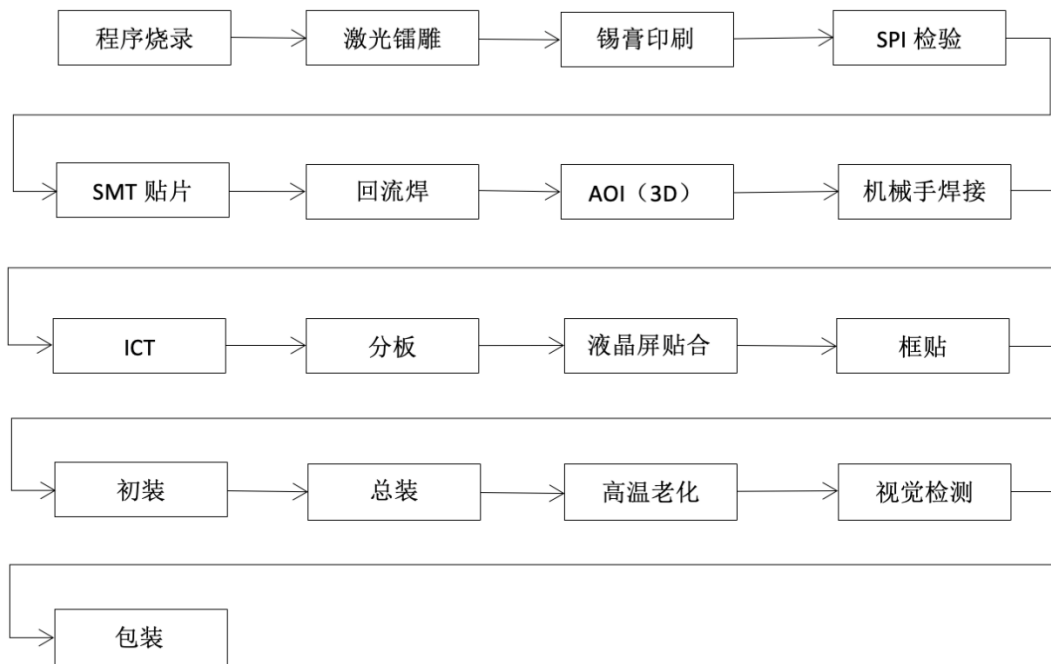 程序烧录
激光镭雕
锡膏印刷
SPI 检验
SMT 贴片
回流焊
AOI（3D）
机械手焊接
ICT
分板
液晶屏贴合
框贴
初装
总装
高温老化
视觉检测
包装